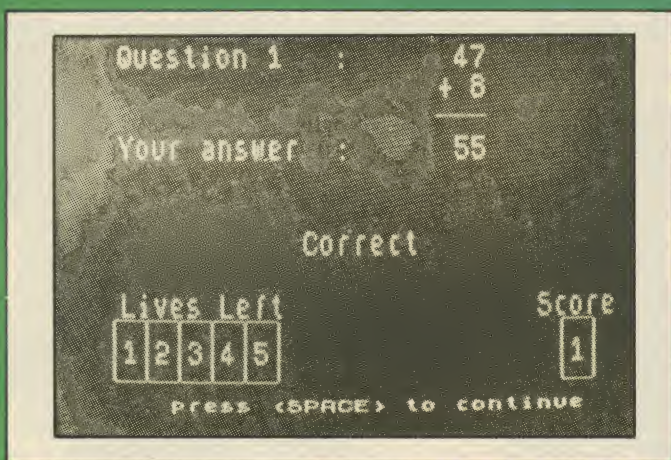 Question 1 : 47
+ 8
Your answer : 55
Correct
Lives Left
Score
1 2 3 4 5
1
Press <SPACE> to continue